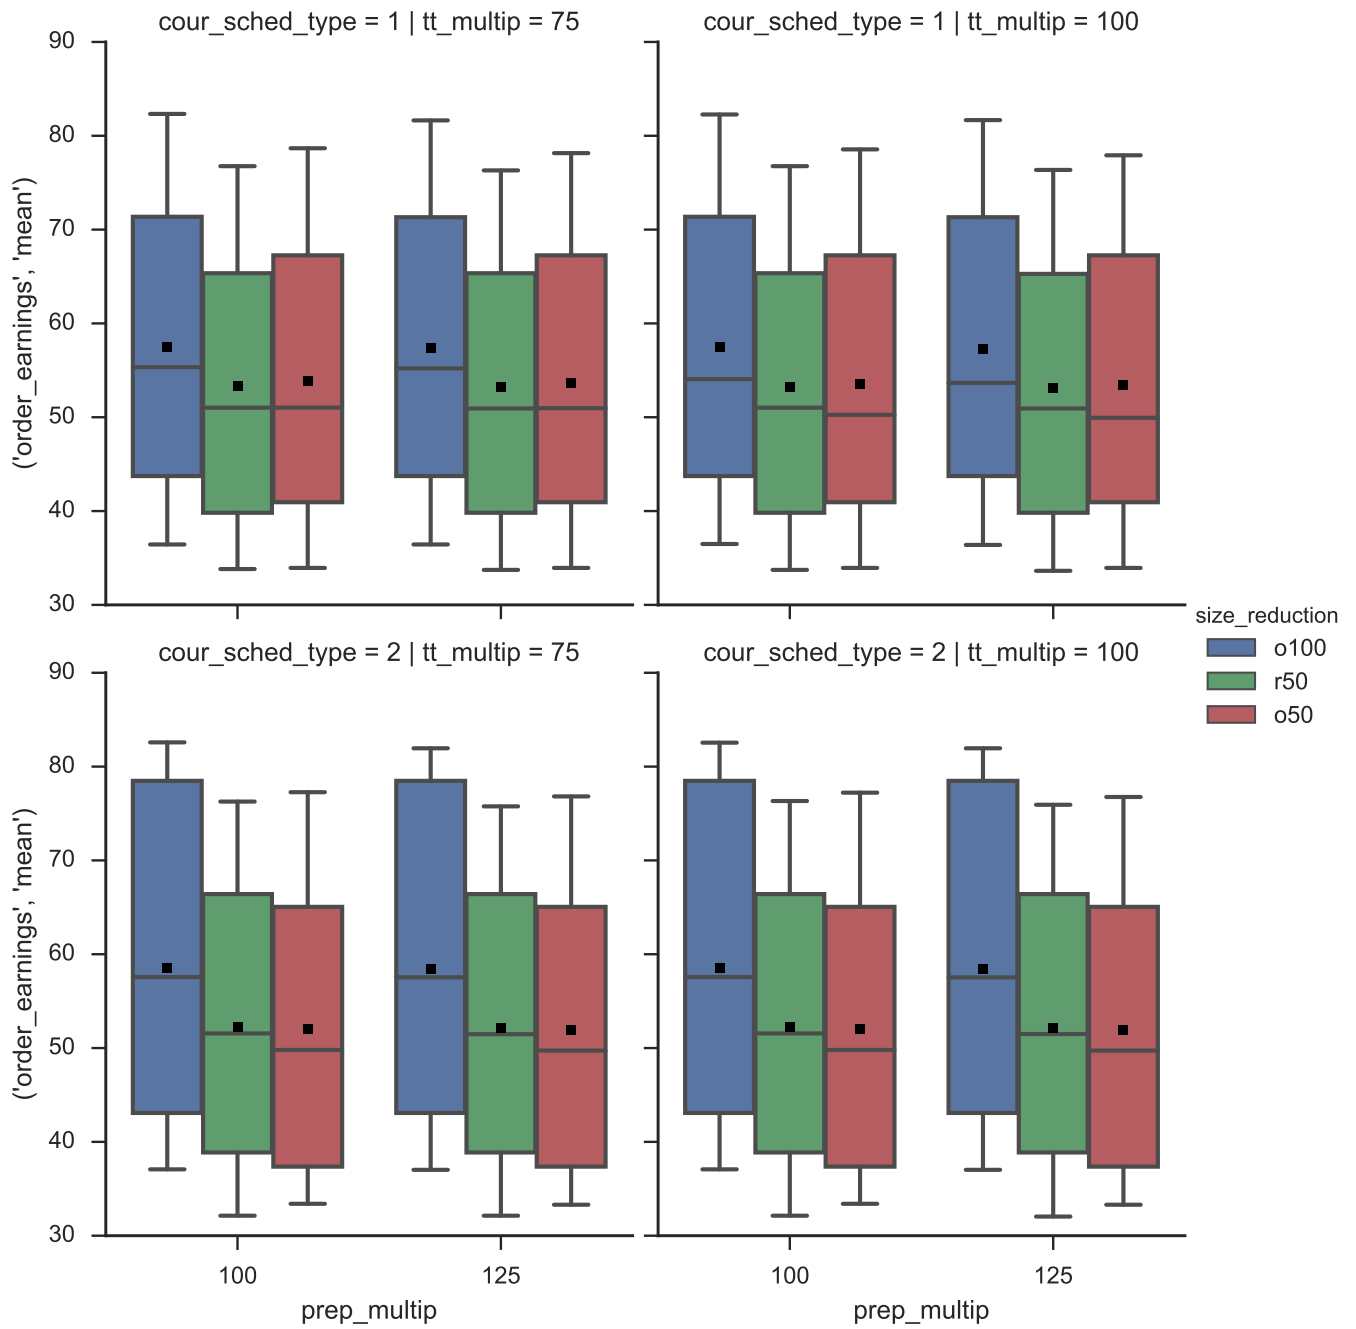 cour_sched_type = 1 | tt_multip = 75
cour_sched_type = 1 | tt_multip = 100
90
80
70
60
50
40
30
('order_earnings', 'mean')
size_reduction
o100
r50
o50
cour_sched_type = 2 | tt_multip = 75
cour_sched_type = 2 | tt_multip = 100
90
80
70
60
50
40
30
('order_earnings', 'mean')
100
125
100
125
prep_multip
prep_multip